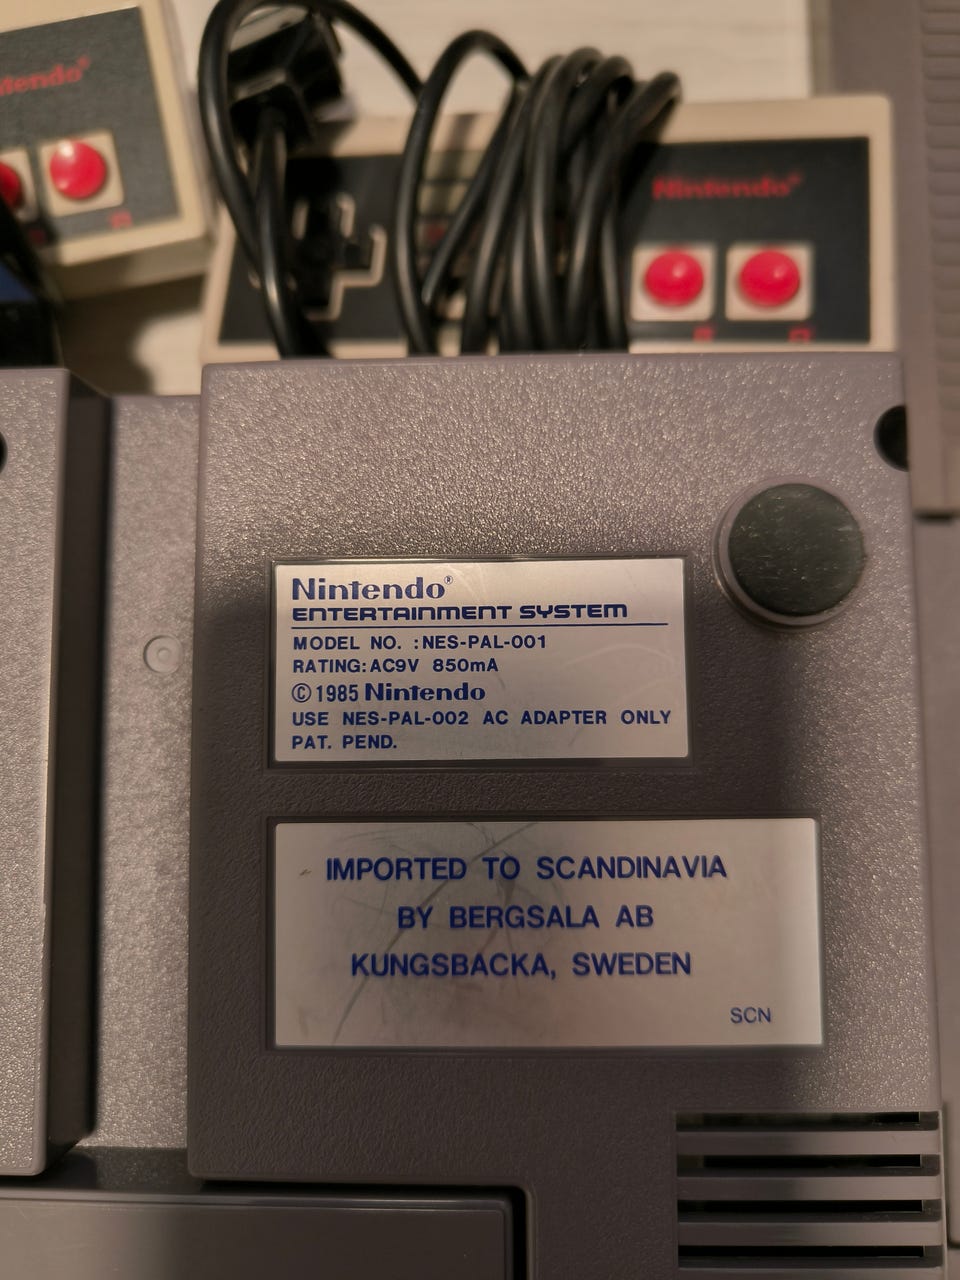 Nintendo®
Nintendo®
ENTERTAINMENT SYSTEM
MODEL NO. :NES-PAL-001
RATING:AC9V 850mA
©1985 Nintendo
USE NES-PAL-002 AC ADAPTER ONLY
PAT. PEND.
IMPORTED TO SCANDINAVIA
BY BERGSALA AB
KUNGSBACKA, SWEDEN
SCN